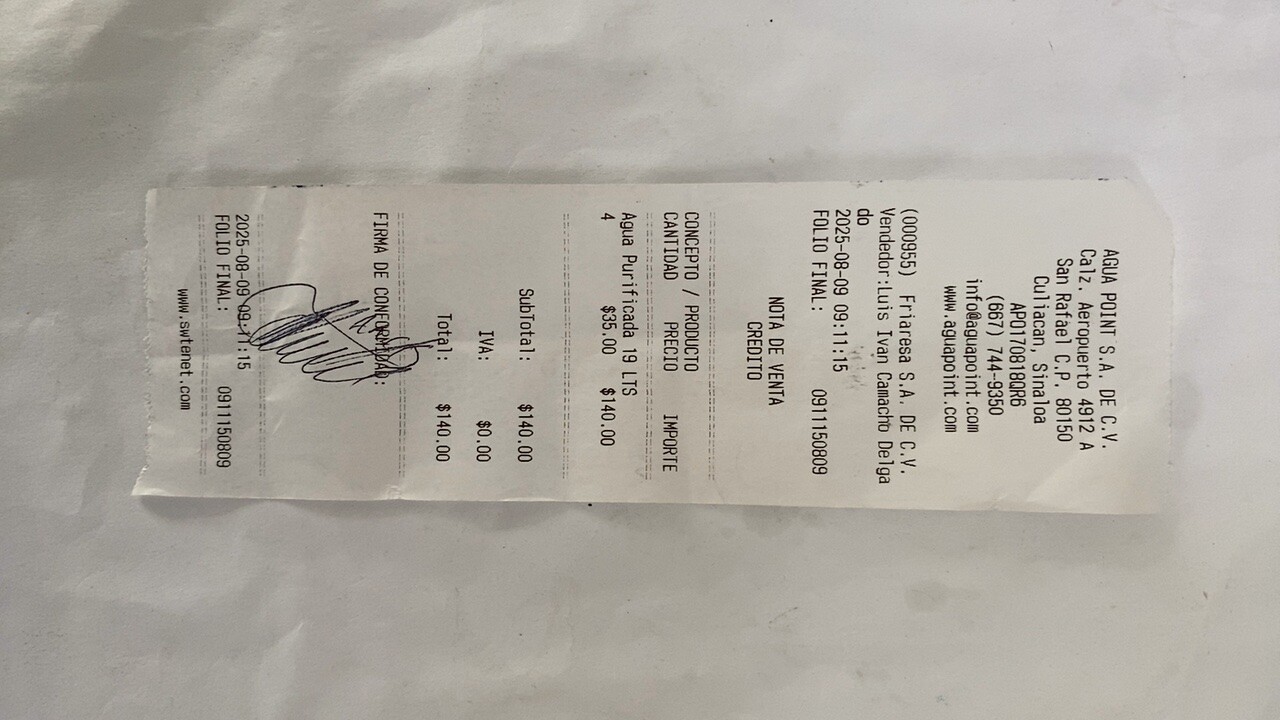 AGUA POINT S.A. DE C.V.
Calz. Aeropuerto 4912 A
San Rafael C.P. 80150
Culiacan, Sinaloa
APO170818QR6
(667) 744-9350
info@aguapoint.com
www.aguapoint.com
(000955) Friaresa S.A. DE C.V.
Vendedor:Luis Ivan Camacho Delga
do
2025-08-09 09:11:15
FOLIO FINAL: 0911150809
NOTA DE VENTA
CREDITO
CONCEPTO / PRODUCTO
CANTIDAD PRECIO IMPORTE
Agua Purificada 19 LTS
4 $35.00 $140.00
SubTotal: $140.00
IVA: $0.00
Total: $140.00
FIRMA DE CONFORMIDAD:
2025-08-09 09:11:15
FOLIO FINAL: 0911150809
www.swtenet.com